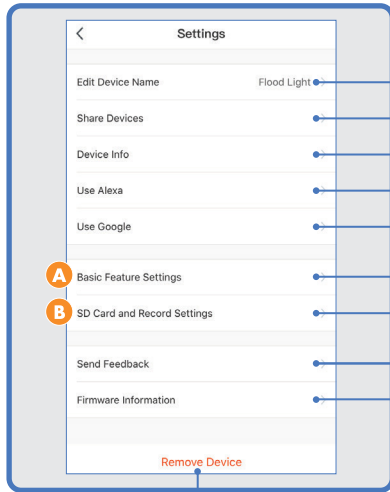 Settings
Edit Device Name Flood Light
Share Devices
Device Info
Use Alexa
Use Google
A Basic Feature Settings
B SD Card and Record Settings
Send Feedback
Firmware Information
Remove Device